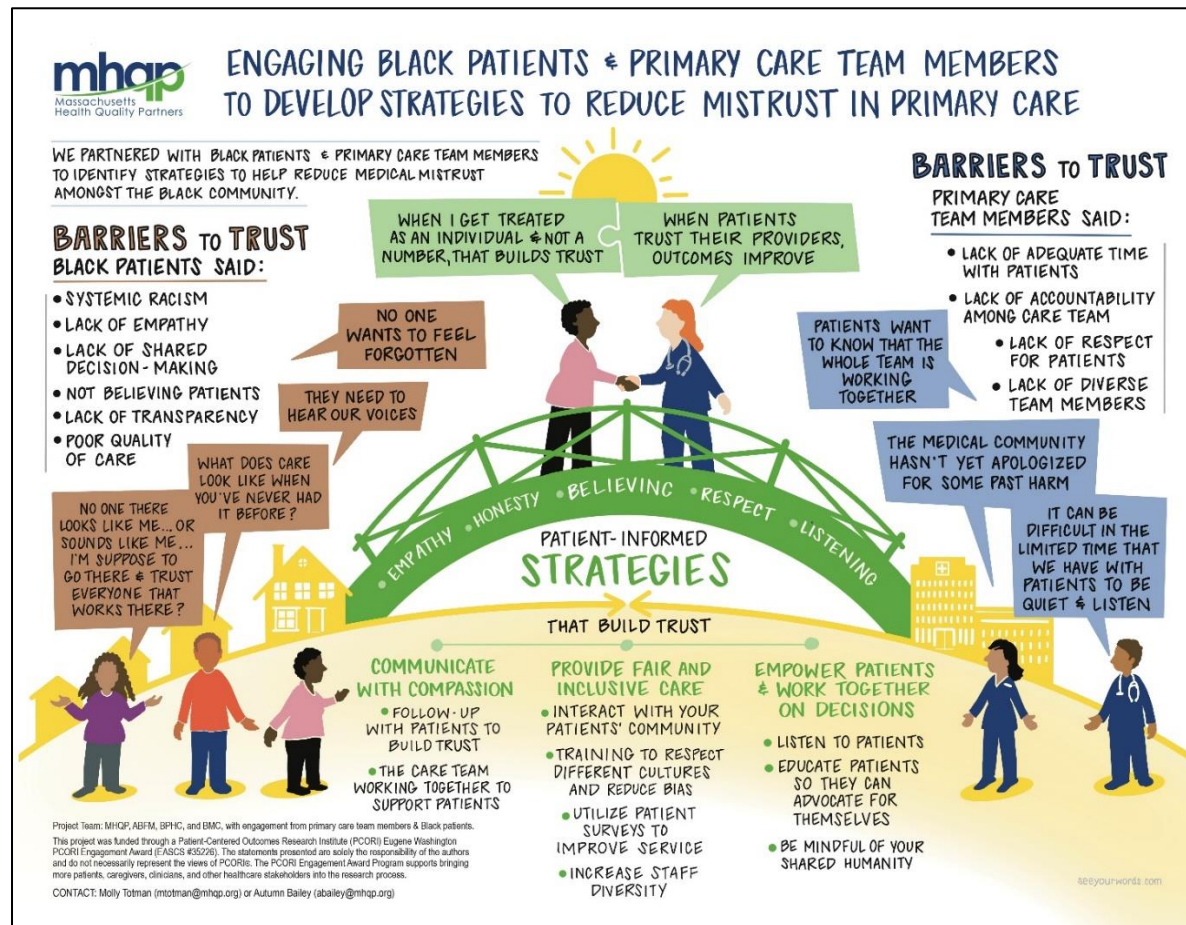 mhqp
Massachusetts
Health Quality Partners
ENGAGING BLACK PATIENTS & PRIMARY CARE TEAM MEMBERS
TO DEVELOP STRATEGIES TO REDUCE MISTRUST IN PRIMARY CARE
WE PARTNERED WITH BLACK PATIENTS & PRIMARY CARE TEAM MEMBERS
TO IDENTIFY STRATEGIES TO HELP REDUCE MEDICAL MISTRUST
AMONGST THE BLACK COMMUNITY.
BARRIERS TO TRUST
BLACK PATIENTS SAID:
• SYSTEMIC RACISM
• LACK OF EMPATHY
• LACK OF SHARED
DECISION-MAKING
• NOT BELIEVING PATIENTS
• LACK OF TRANSPARENCY
• POOR QUALITY
OF CARE
NO ONE
WANTS TO FEEL
FORGOTTEN
THEY NEED TO
HEAR OUR VOICES
WHAT DOES CARE
LOOK LIKE WHEN
YOU'VE NEVER HAD
IT BEFORE?
NO ONE THERE
LOOKS LIKE ME... OR
SOUNDS LIKE ME...
I'M SUPPOSE TO
GO THERE & TRUST
EVERYONE THAT
WORKS THERE?
WHEN I GET TREATED
AS AN INDIVIDUAL & NOT A
NUMBER, THAT BUILDS TRUST
WHEN PATIENTS
TRUST THEIR PROVIDERS,
OUTCOMES IMPROVE
BARRIERS TO TRUST
PRIMARY CARE
TEAM MEMBERS SAID:
• LACK OF ADEQUATE TIME
WITH PATIENTS
• LACK OF ACCOUNTABILITY
AMONG CARE TEAM
• LACK OF RESPECT
FOR PATIENTS
• LACK OF DIVERSE
TEAM MEMBERS
PATIENTS WANT
TO KNOW THAT THE
WHOLE TEAM IS
WORKING
TOGETHER
THE MEDICAL COMMUNITY
HASN'T YET APOLOGIZED
FOR SOME PAST HARM
IT CAN BE
DIFFICULT IN THE
LIMITED TIME THAT
WE HAVE WITH
PATIENTS TO BE
QUIET & LISTEN
• EMPATHY • HONESTY • BELIEVING • RESPECT • LISTENING
PATIENT-INFORMED
STRATEGIES
THAT BUILD TRUST
COMMUNICATE
WITH COMPASSION
• FOLLOW-UP
WITH PATIENTS TO
BUILD TRUST
• THE CARE TEAM
WORKING TOGETHER TO
SUPPORT PATIENTS
PROVIDE FAIR AND
INCLUSIVE CARE
• INTERACT WITH YOUR
PATIENTS' COMMUNITY
• TRAINING TO RESPECT
DIFFERENT CULTURES
AND REDUCE BIAS
• UTILIZE PATIENT
SURVEYS TO
IMPROVE SERVICE
• INCREASE STAFF
DIVERSITY
EMPOWER PATIENTS
& WORK TOGETHER
ON DECISIONS
• LISTEN TO PATIENTS
• EDUCATE PATIENTS
SO THEY CAN
ADVOCATE FOR
THEMSELVES
• BE MINDFUL OF YOUR
SHARED HUMANITY
Project Team: MHQP, ABFM, BPHC, and BMC, with engagement from primary care team members & Black patients.
This project was funded through a Patient-Centered Outcomes Research Institute (PCORI) Eugene Washington
PCORI Engagement Award (EASCS #35226). The statements presented are solely the responsibility of the authors
and do not necessarily represent the views of PCORIs. The PCORI Engagement Award Program supports bringing
more patients, caregivers, clinicians, and other healthcare stakeholders into the research process.
CONTACT: Molly Totman (mtotman@mhqp.org) or Autumn Bailey (abailey@mhqp.org)
seeyourwords.com